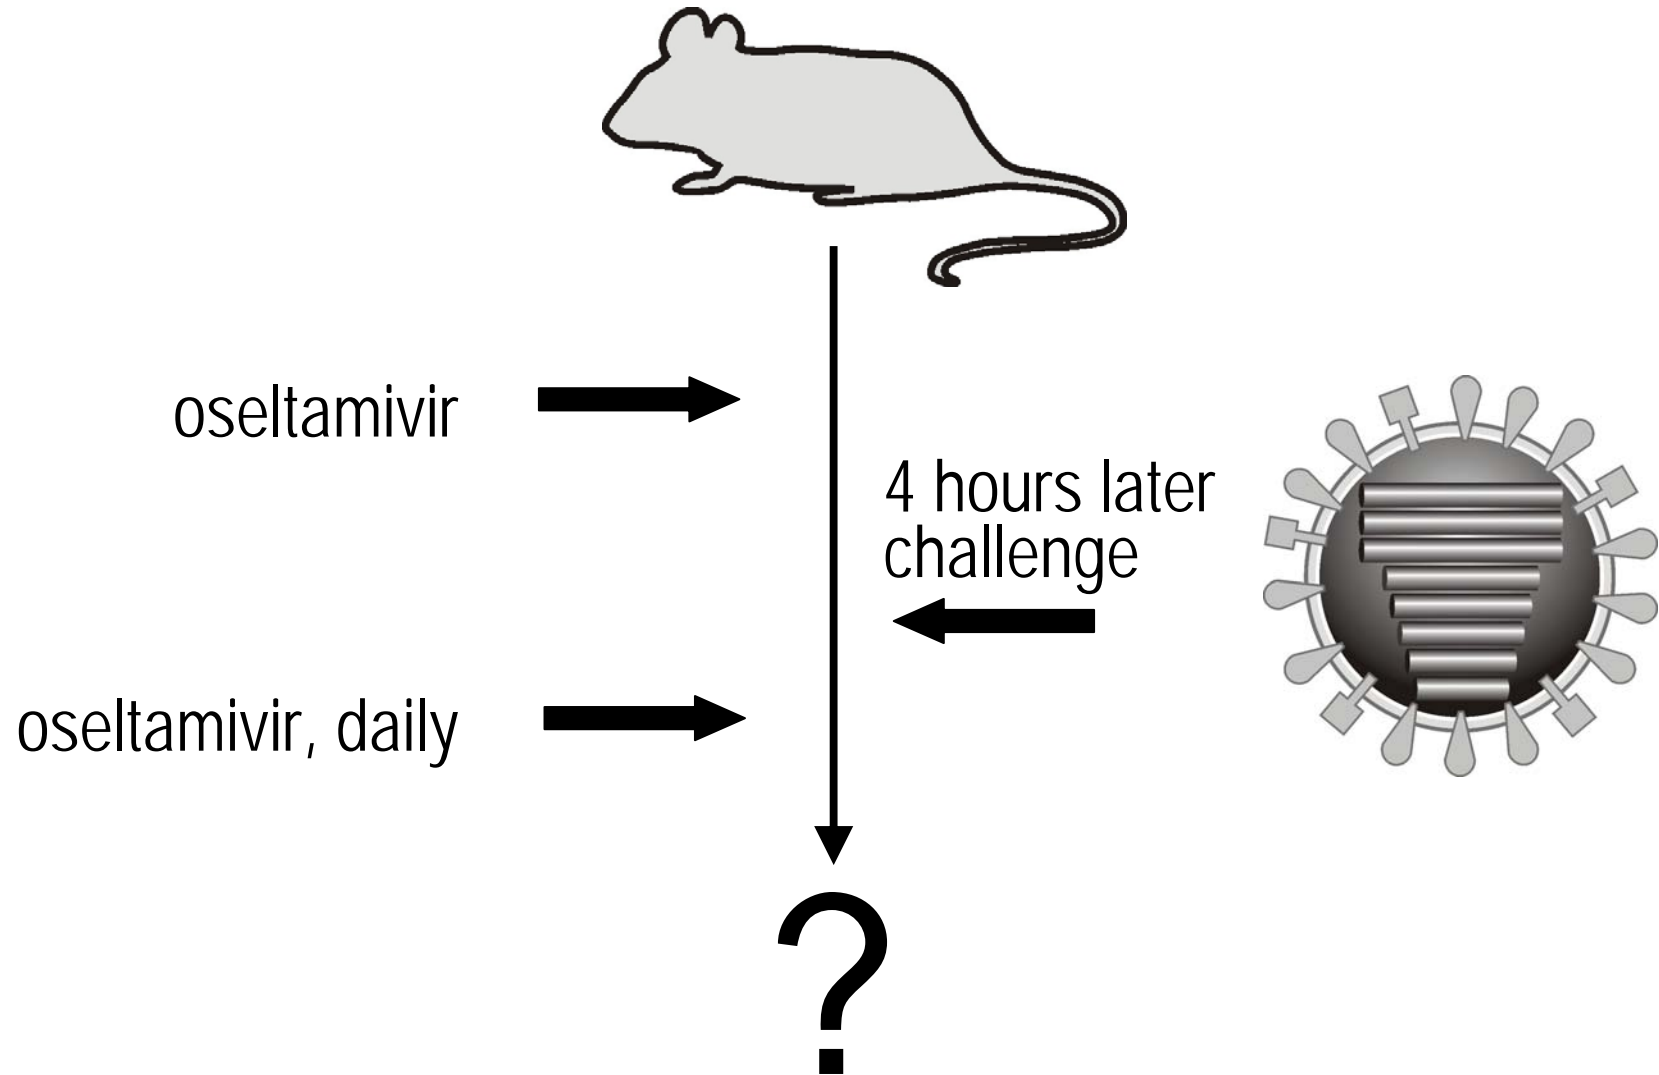 oseltamivir
4 hours later
challenge
oseltamivir, daily
?